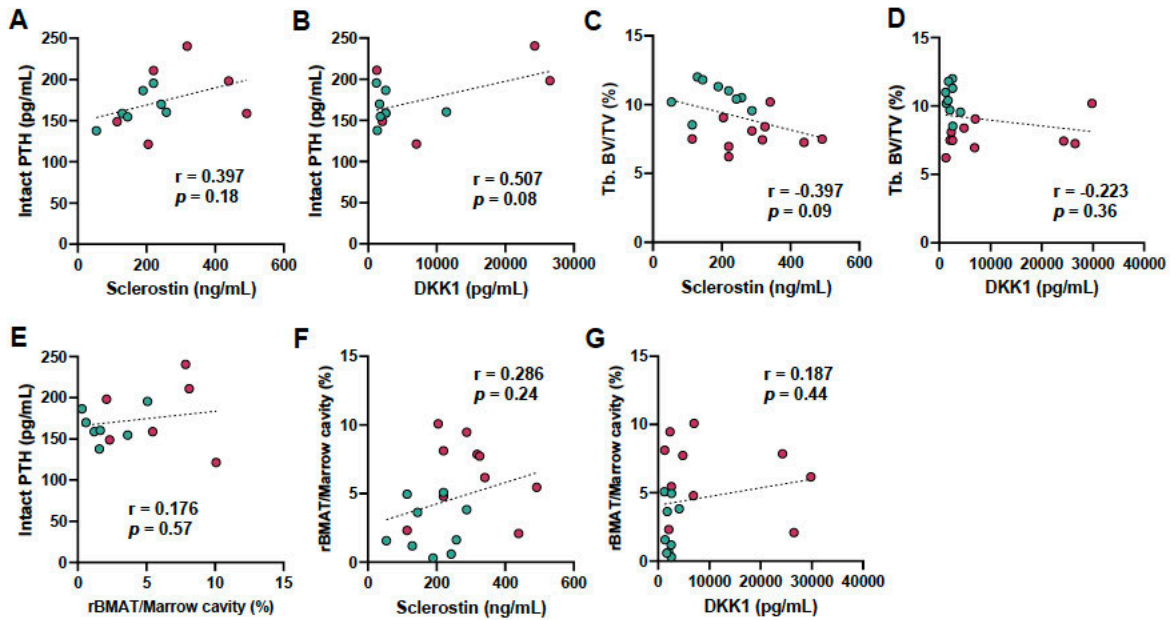 A
Intact PTH (pg/mL)
250
200
150
100
50
0
0
200
400
600
Sclerostin (ng/mL)
r = 0.397
p = 0.18
B
Intact PTH (pg/mL)
250
200
150
100
50
0
0
10000
20000
30000
DKK1 (pg/mL)
r = 0.507
p = 0.08
C
Tb. BV/TV (%)
15
10
5
0
0
200
400
600
Sclerostin (ng/mL)
r = -0.397
p = 0.09
D
Tb. BV/TV (%)
15
10
5
0
0
10000
20000
30000
40000
DKK1 (pg/mL)
r = -0.223
p = 0.36
E
Intact PTH (pg/mL)
250
200
150
100
50
0
0
5
10
15
rBMAT/Marrow cavity (%)
r = 0.176
p = 0.57
F
rBMAT/Marrow cavity (%)
15
10
5
0
0
200
400
600
Sclerostin (ng/mL)
r = 0.286
p = 0.24
G
rBMAT/Marrow cavity (%)
15
10
5
0
0
10000
20000
30000
40000
DKK1 (pg/mL)
r = 0.187
p = 0.44